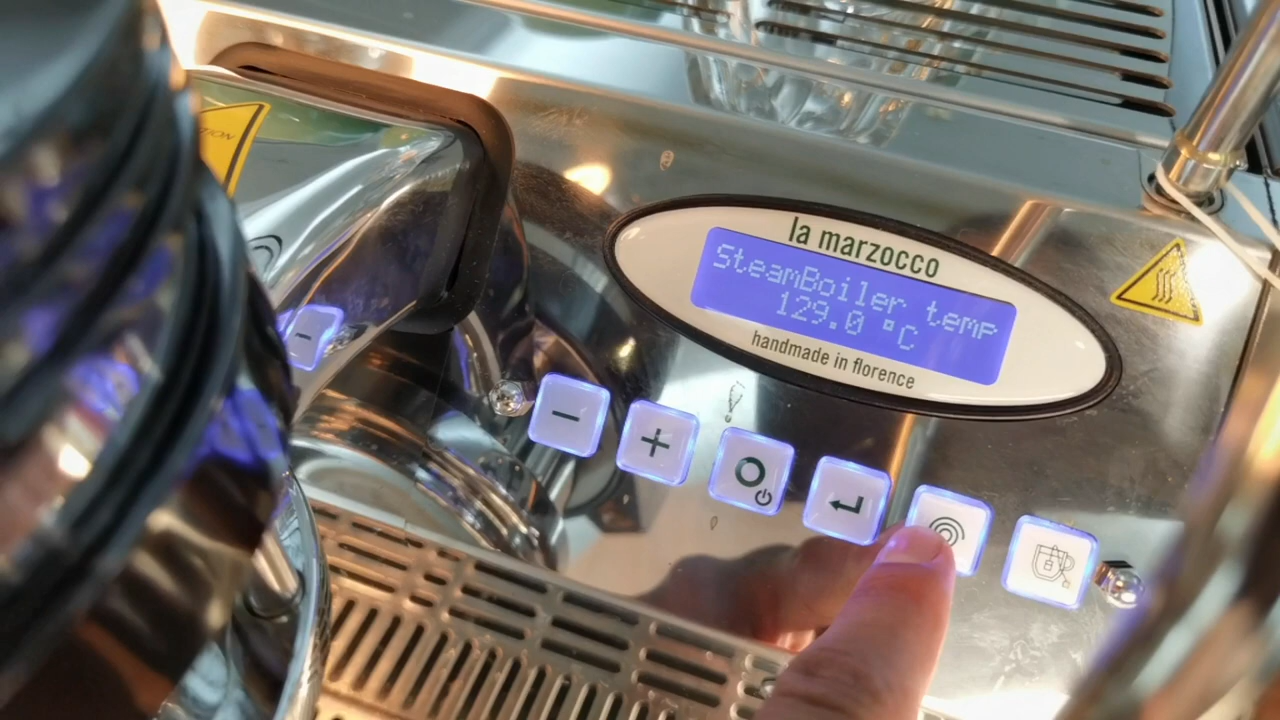 la marzocco
SteamBoiler temp
129.0 °C
handmade in florence
−
+